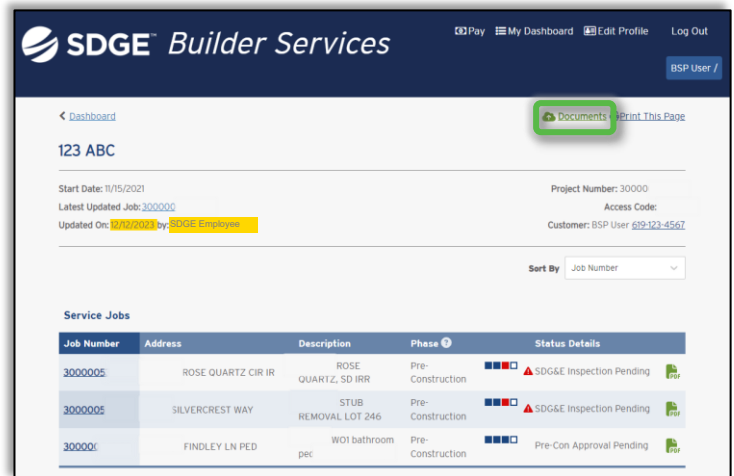 SDGE™ Builder Services
Pay My Dashboard Edit Profile Log Out
BSP User /
Dashboard
Documents Print This Page
123 ABC
Start Date: 11/15/2021
Project Number: 30000
Latest Updated Job: 300000
Access Code:
Updated On: 12/12/2023 by: SDGE Employee
Customer: BSP User 619-123-4567
Sort By Job Number
Service Jobs
Job Number Address Description Phase ? Status Details
3000005 ROSE QUARTZ CIR IR ROSE QUARTZ, SD IRR Pre-Construction SDG&E Inspection Pending PDF
3000005 SILVERCREST WAY STUB REMOVAL LOT 246 Pre-Construction SDG&E Inspection Pending PDF
300000 FINDLEY LN PED WO1 bathroom ped Pre-Construction Pre-Con Approval Pending PDF